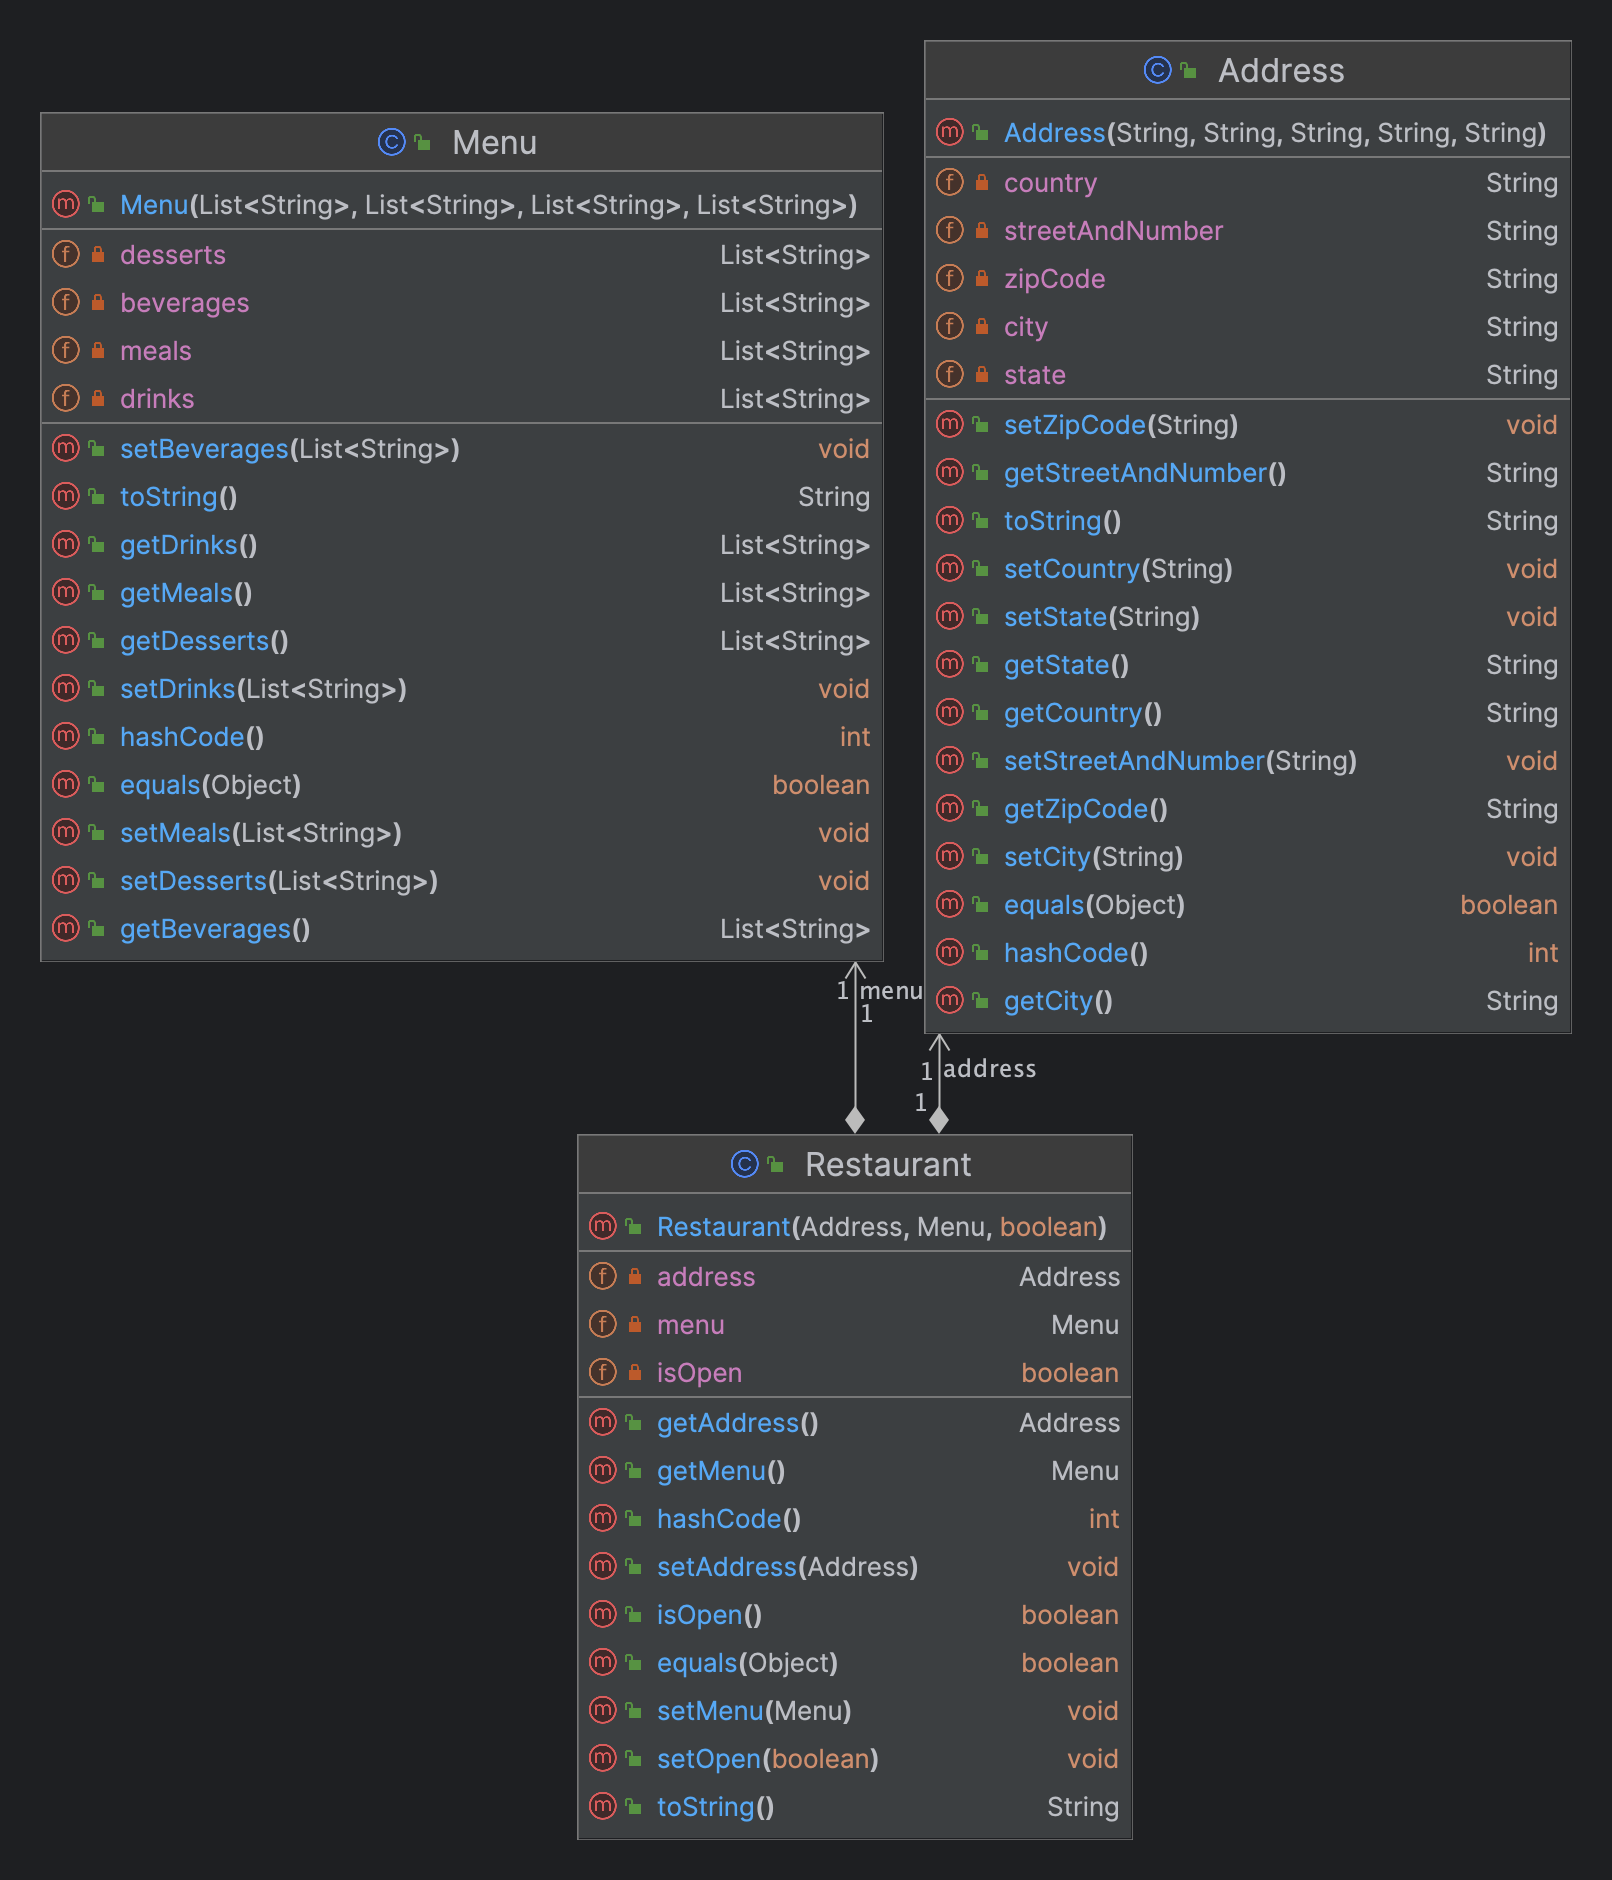 Menu
Menu(List<String>, List<String>, List<String>, List<String>)
desserts List<String>
beverages List<String>
meals List<String>
drinks List<String>
setBeverages(List<String>) void
toString() String
getDrinks() List<String>
getMeals() List<String>
getDesserts() List<String>
setDrinks(List<String>) void
hashCode() int
equals(Object) boolean
setMeals(List<String>) void
setDesserts(List<String>) void
getBeverages() List<String>
Address
Address(String, String, String, String, String)
country String
streetAndNumber String
zipCode String
city String
state String
setZipCode(String) void
getStreetAndNumber() String
toString() String
setCountry(String) void
setState(String) void
getState() String
getCountry() String
setStreetAndNumber(String) void
getZipCode() String
setCity(String) void
equals(Object) boolean
hashCode() int
getCity() String
1 menu
1
1 address
1
Restaurant
Restaurant(Address, Menu, boolean)
address Address
menu Menu
isOpen boolean
getAddress() Address
getMenu() Menu
hashCode() int
setAddress(Address) void
isOpen() boolean
equals(Object) boolean
setMenu(Menu) void
setOpen(boolean) void
toString() String